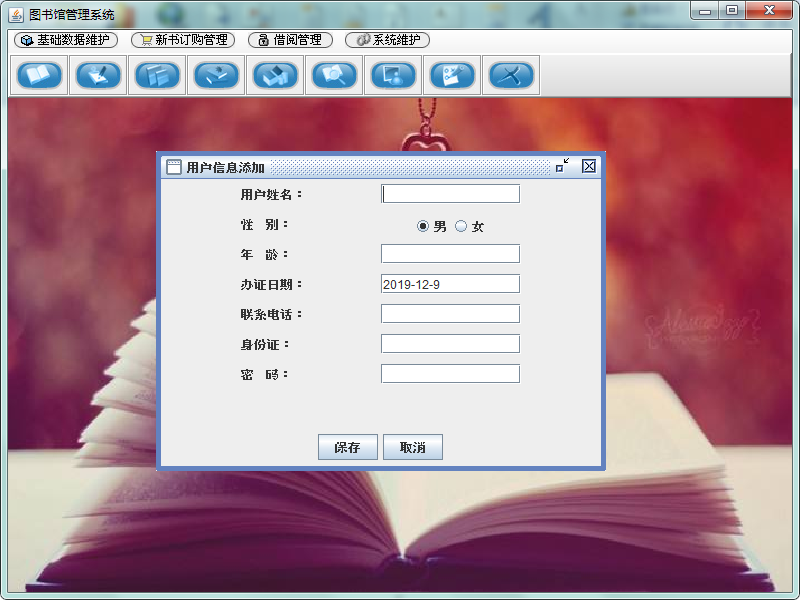 图书馆管理系统
基础数据维护 新书订购管理 借阅管理 系统维护
用户信息添加
用户姓名：
性 别： 男 女
年 龄：
办证日期： 2019-12-9
联系电话：
身份证：
密 码：
保存 取消